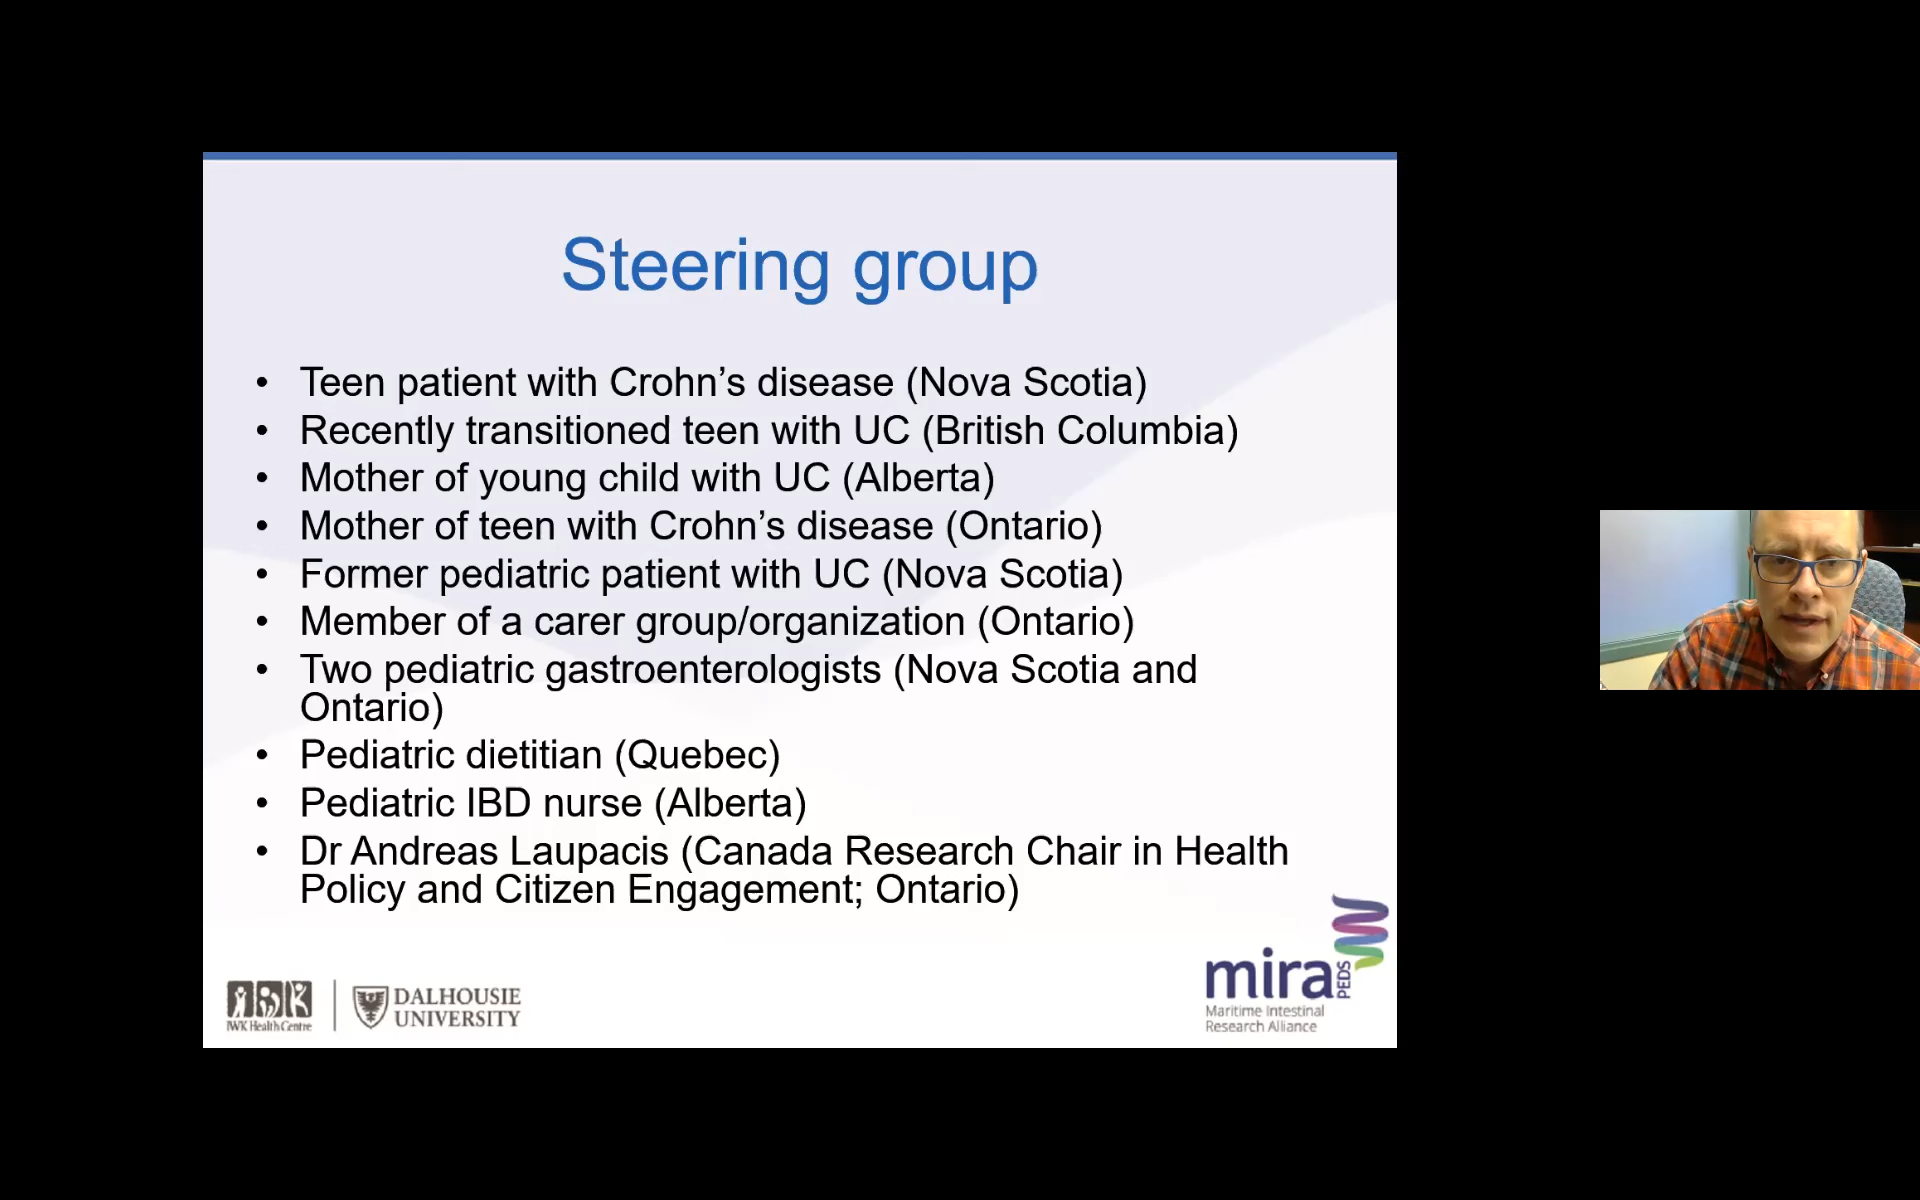 Steering group
• Teen patient with Crohn’s disease (Nova Scotia)
• Recently transitioned teen with UC (British Columbia)
• Mother of young child with UC (Alberta)
• Mother of teen with Crohn’s disease (Ontario)
• Former pediatric patient with UC (Nova Scotia)
• Member of a carer group/organization (Ontario)
• Two pediatric gastroenterologists (Nova Scotia and
Ontario)
• Pediatric dietitian (Quebec)
• Pediatric IBD nurse (Alberta)
• Dr Andreas Laupacis (Canada Research Chair in Health
Policy and Citizen Engagement; Ontario)
IWK
IWK Health Centre
DALHOUSIE
UNIVERSITY
mira
PEDS
Maritime Intestinal
Research Alliance